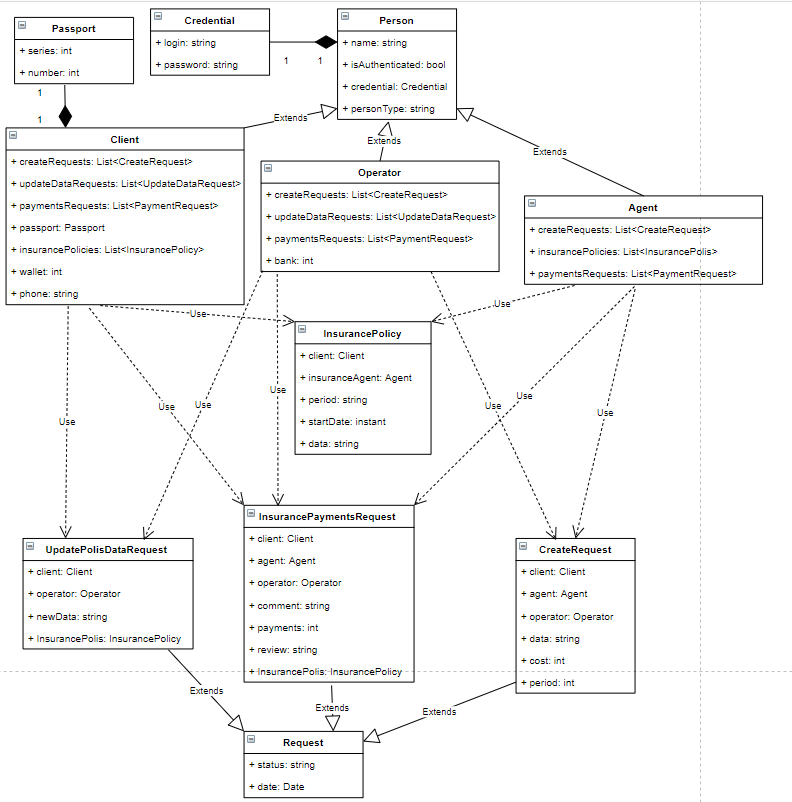 Passport
+ series: int
+ number: int
1
1
Credential
+ login: string
+ password: string
1
1
Person
+ name: string
+ isAuthenticated: bool
+ credential: Credential
+ personType: string
Extends
Extends
Extends
Client
+ createRequests: List<CreateRequest>
+ updateDataRequests: List<UpdateDataRequest>
+ paymentsRequests: List<PaymentRequest>
+ passport: Passport
+ insurancePolicies: List<InsurancePolicy>
+ wallet: int
+ phone: string
Operator
+ createRequests: List<CreateRequest>
+ updateDataRequests: List<UpdateDataRequest>
+ paymentsRequests: List<PaymentRequest>
+ bank: int
Agent
+ createRequests: List<CreateRequest>
+ insurancePolicies: List<InsurancePolis>
+ paymentsRequests: List<PaymentRequest>
Use
Use
InsurancePolicy
+ client: Client
+ insuranceAgent: Agent
+ period: string
+ startDate: instant
+ data: string
Use
Use
Use
Use
Use
Use
Use
UpdatePolisDataRequest
+ client: Client
+ operator: Operator
+ newData: string
+ InsurancePolis: InsurancePolicy
InsurancePaymentsRequest
+ client: Client
+ agent: Agent
+ operator: Operator
+ comment: string
+ payments: int
+ review: string
+ InsurancePolis: InsurancePolicy
CreateRequest
+ client: Client
+ agent: Agent
+ operator: Operator
+ data: string
+ cost: int
+ period: int
Extends
Extends
Extends
Request
+ status: string
+ date: Date